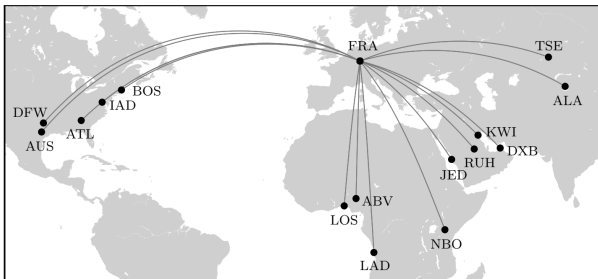 FRA
TSE
ALA
BOS
IAD
DFW
ATL
AUS
KWI
DXB
RUH
JED
ABV
LOS
NBO
LAD